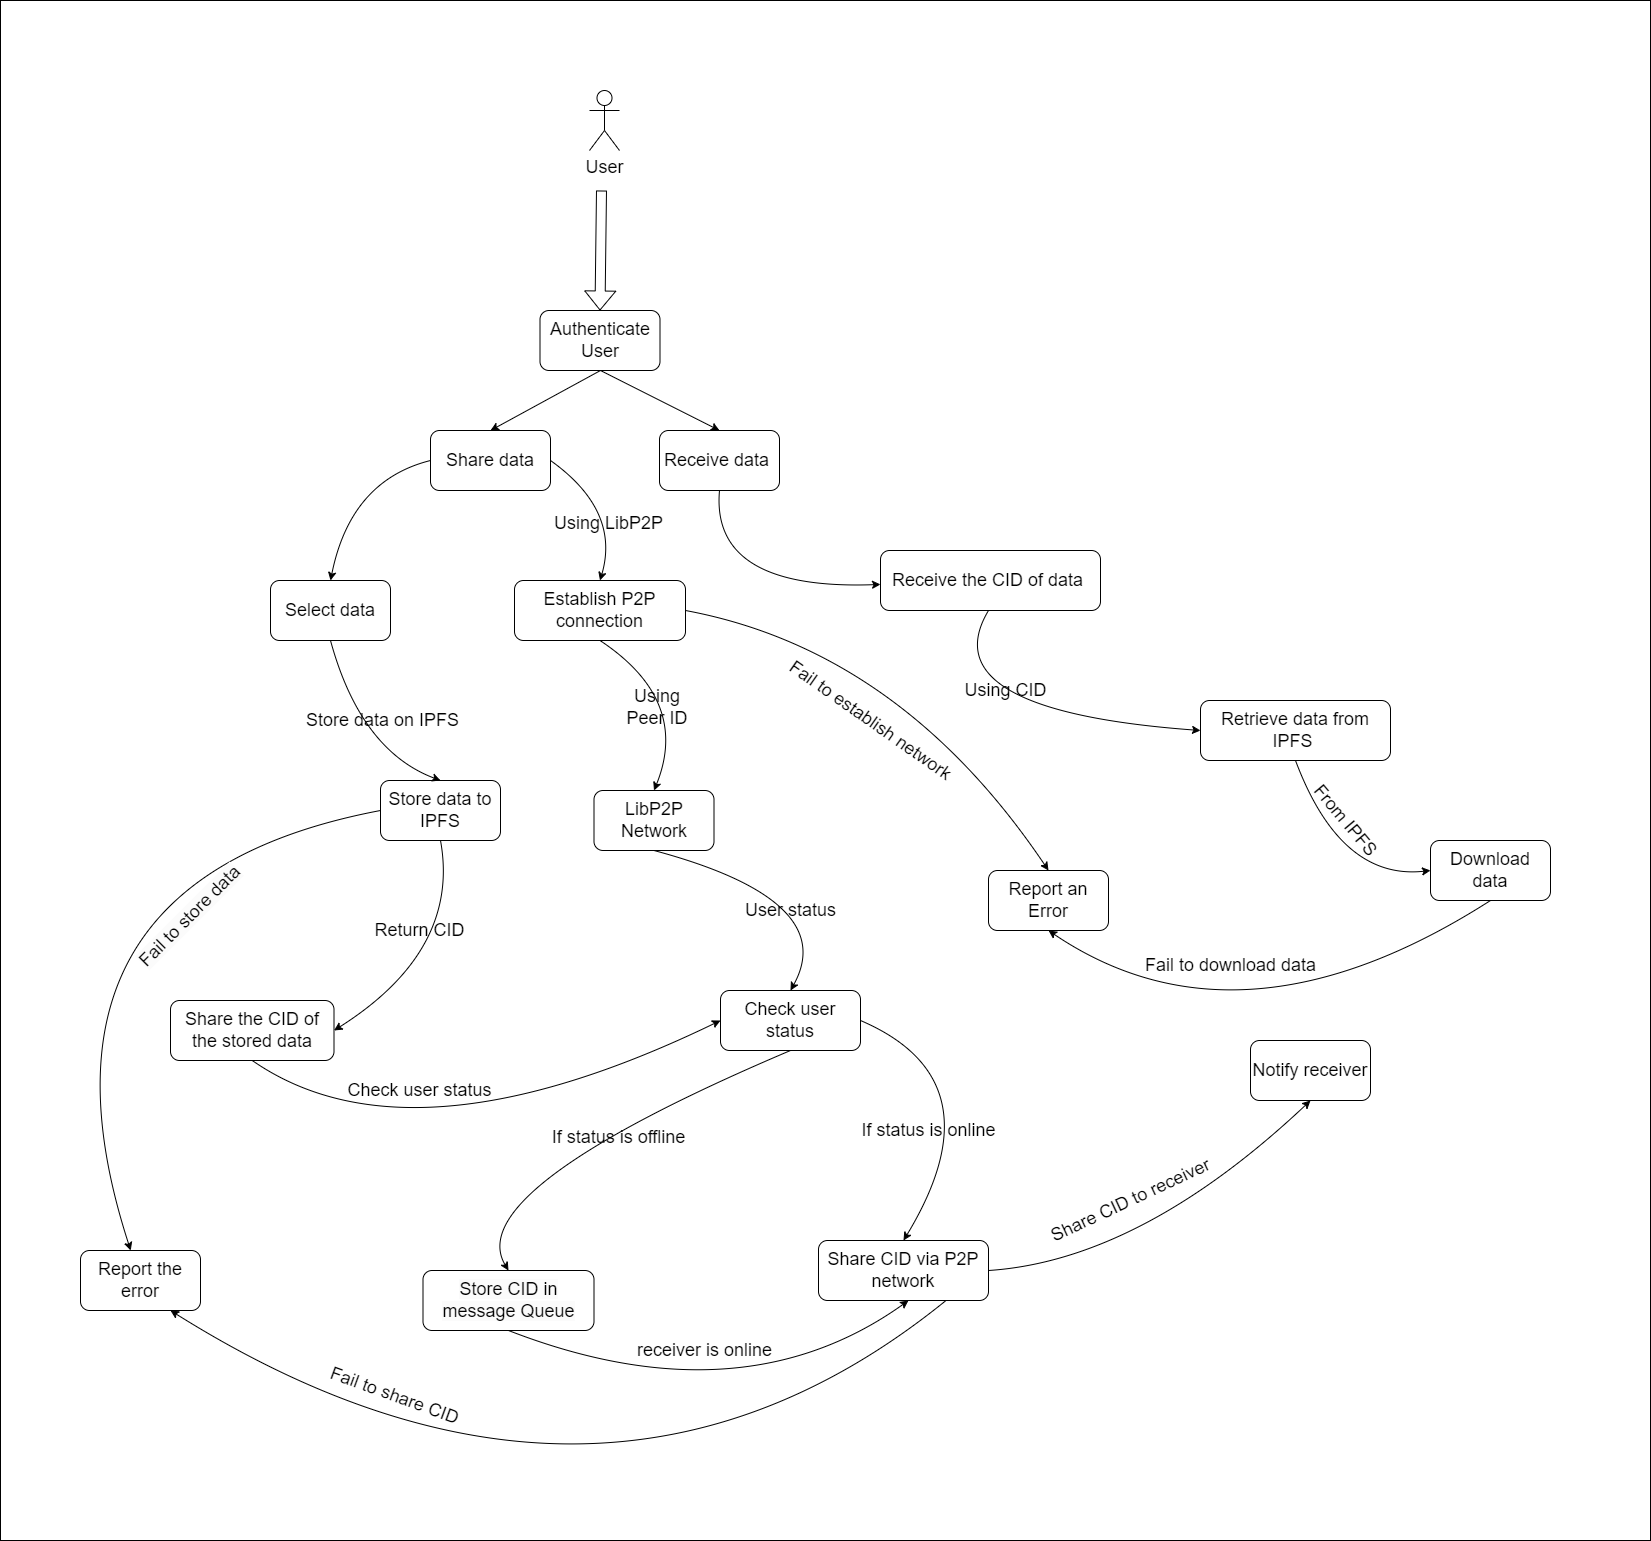 User
Authenticate
User
Share data
Receive data
Using LibP2P
Select data
Establish P2P
connection
Receive the CID of data
Store data on IPFS
Using
Peer ID
Fail to establish network
Using CID
Retrieve data from
IPFS
Store data to
IPFS
LibP2P
Network
From IPFS
Download
data
Report an
Error
Fail to store data
Return CID
User status
Fail to download data
Share the CID of
the stored data
Check user
status
Check user status
Notify receiver
If status is offline
If status is online
Share CID to receiver
Report the
error
Store CID in
message Queue
Share CID via P2P
network
receiver is online
Fail to share CID